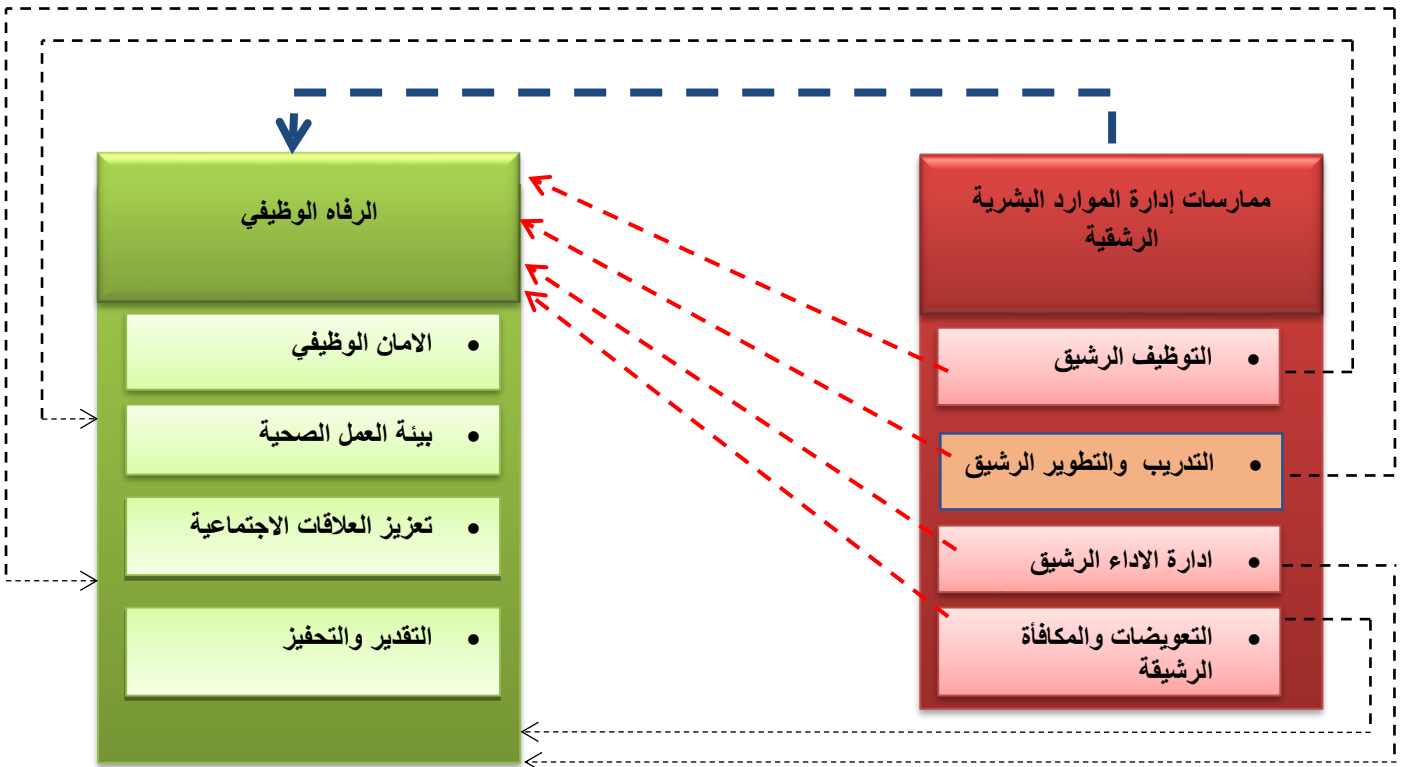 ممارسات إدارة الموارد البشرية
الرشقية
• التوظيف الرشيق
• التدريب والتطوير الرشيق
• ادارة الاداء الرشيق
• التعويضات والمكافأة
الرشيقة
الرفاه الوظيفي
• الامان الوظيفي
• بيئة العمل الصحية
• تعزيز العلاقات الاجتماعية
• التقدير والتحفيز